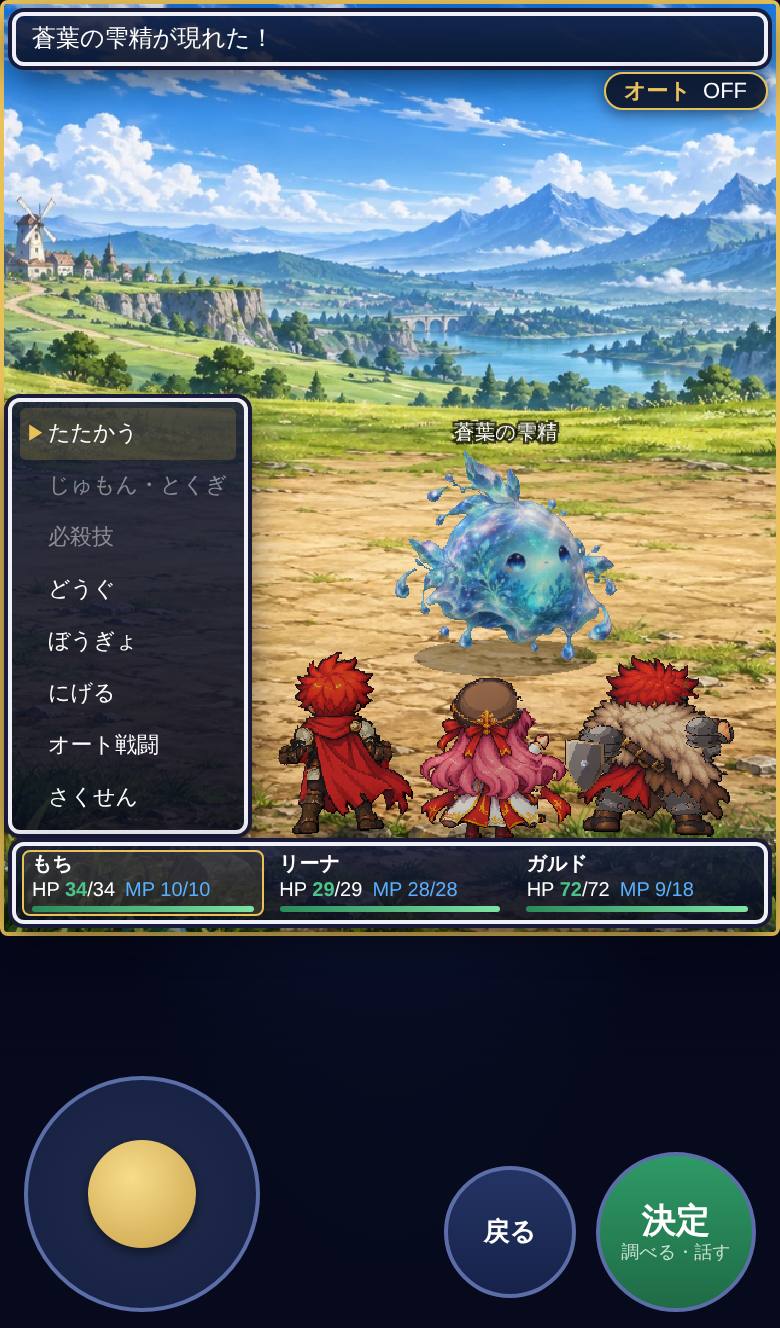 蒼葉の雫精が現れた！
オート OFF
蒼葉の雫精
▶たたかう
じゅもん・とくぎ
必殺技
どうぐ
ぼうぎょ
にげる
オート戦闘
さくせん
もち
HP 34/34 MP 10/10
リーナ
HP 29/29 MP 28/28
ガルド
HP 72/72 MP 9/18
戻る
決定
調べる・話す